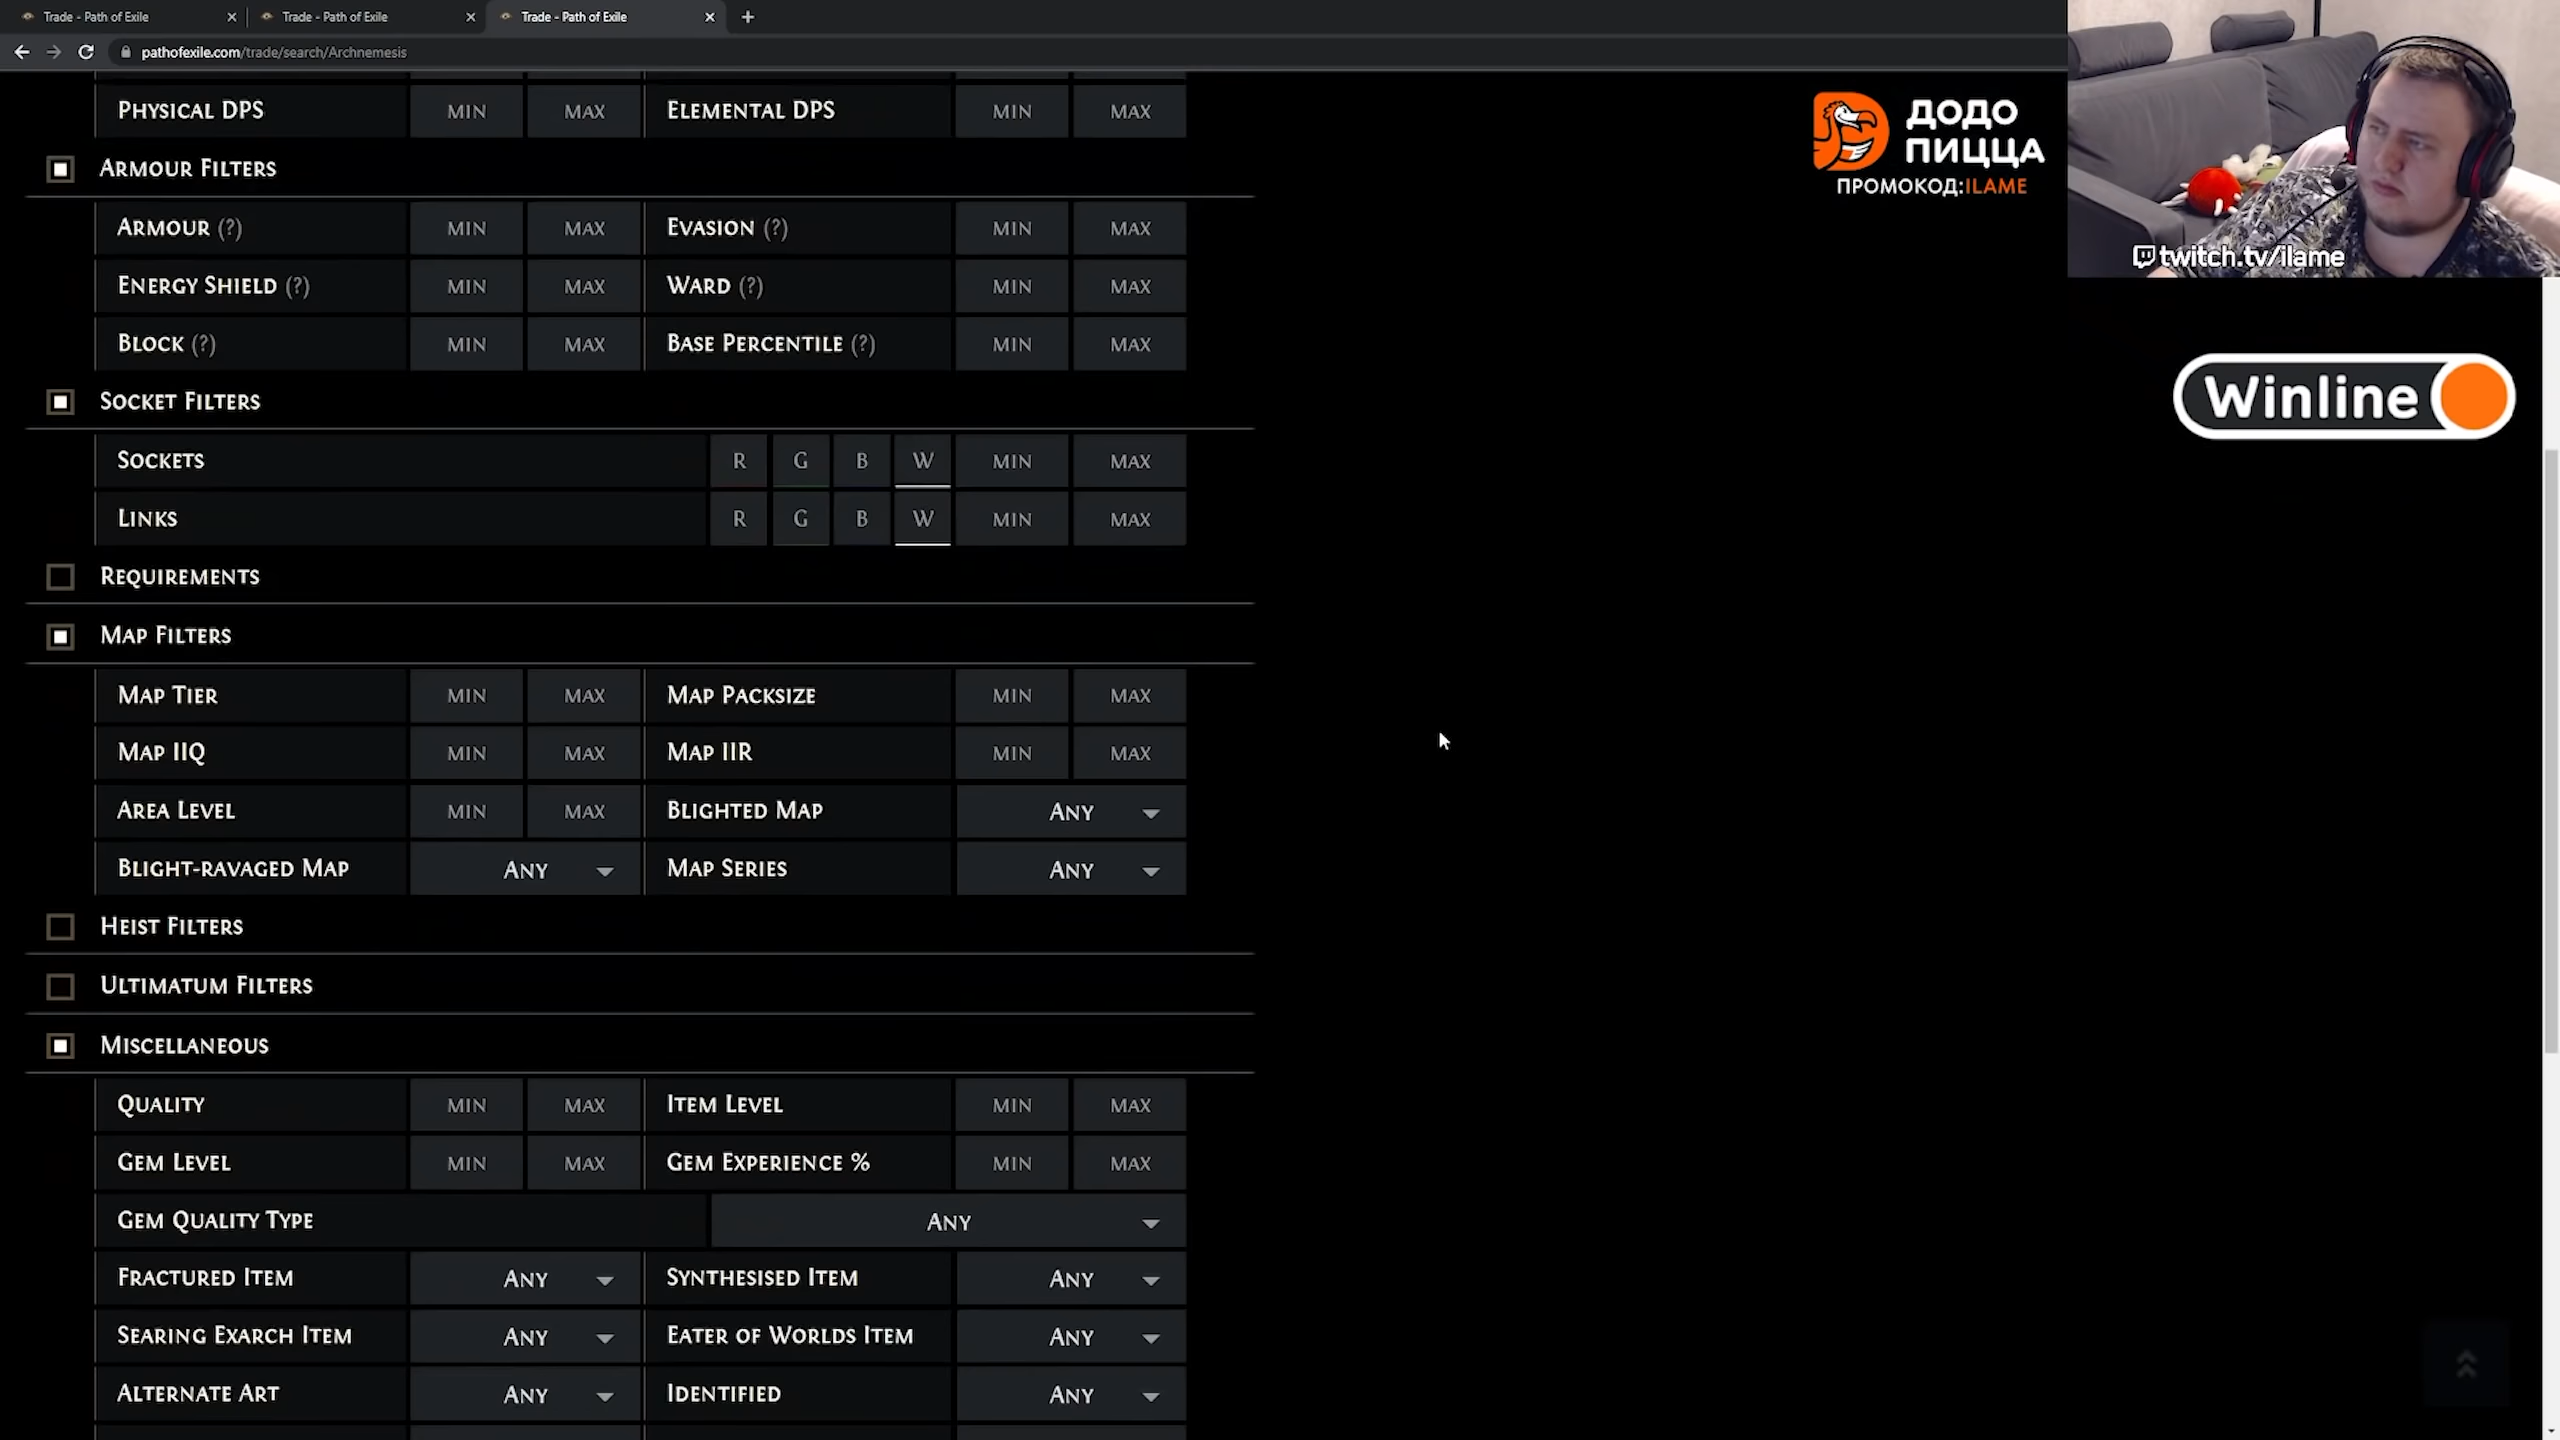 Trade - Path of Exile
Trade - Path of Exile
Trade - Path of Exile
pathofexile.com/trade/search/Archnemesis
Physical DPS MIN MAX Elemental DPS MIN MAX
Armour Filters
Armour (?) MIN MAX Evasion (?) MIN MAX
Energy Shield (?) MIN MAX Ward (?) MIN MAX
Block (?) MIN MAX Base Percentile (?) MIN MAX
Socket Filters
Sockets R G B W MIN MAX
Links R G B W MIN MAX
Requirements
Map Filters
Map Tier MIN MAX Map Packsize MIN MAX
Map IIQ MIN MAX Map IIR MIN MAX
Area Level MIN MAX Blighted Map Any
Blight-ravaged Map Any Map Series Any
Heist Filters
Ultimatum Filters
Miscellaneous
Quality MIN MAX Item Level MIN MAX
Gem Level MIN MAX Gem Experience % MIN MAX
Gem Quality Type Any
Fractured Item Any Synthesised Item Any
Searing Exarch Item Any Eater of Worlds Item Any
Alternate Art Any Identified Any
ДОДО
ПИЦЦА
ПРОМОКОД:ILAME
twitch.tv/ilame
Winline